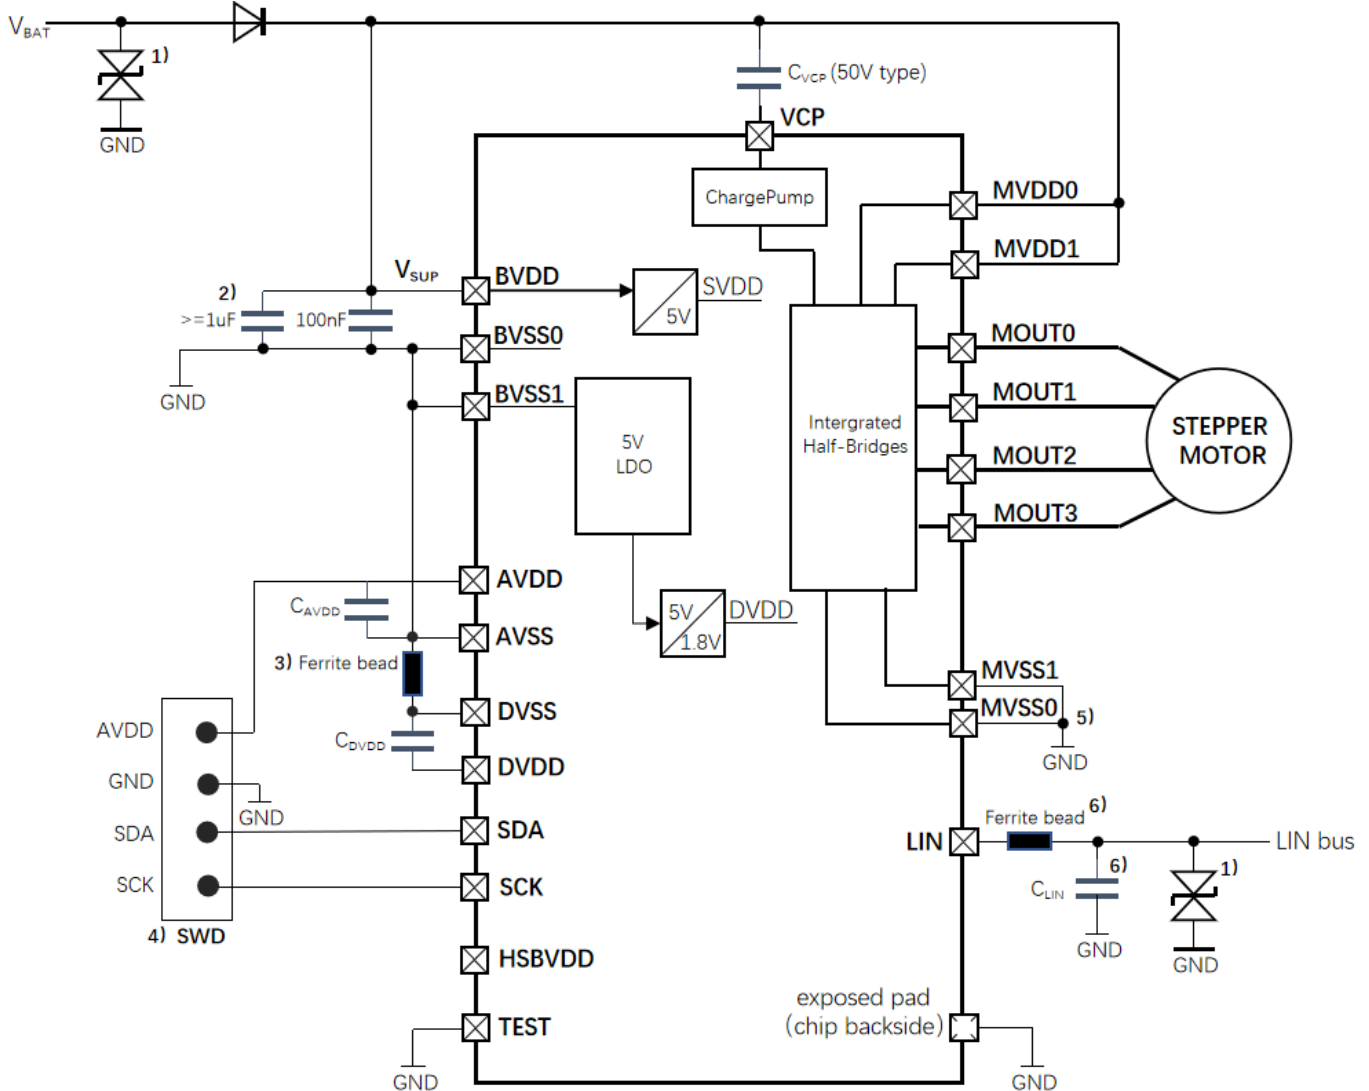 VBAT
1)
GND
CVCP (50V type)
VCP
ChargePump
MVDD0
MVDD1
VSUP
BVDD
SVDD
5V
2)
>=1uF
100nF
BVSS0
GND
BVSS1
5V
LDO
Intergrated
Half-Bridges
MOUT0
MOUT1
MOUT2
MOUT3
STEPPER
MOTOR
AVDD
CAVDD
AVSS
5V
1.8V
DVDD
3) Ferrite bead
DVSS
CDVDD
DVDD
MVSS1
MVSS0
5)
GND
AVDD
GND
GND
SDA
SCK
4) SWD
SDA
SCK
HSBVDD
TEST
GND
LIN
Ferrite bead 6)
LIN bus
6)
CLIN
GND
1)
GND
exposed pad
(chip backside)
GND